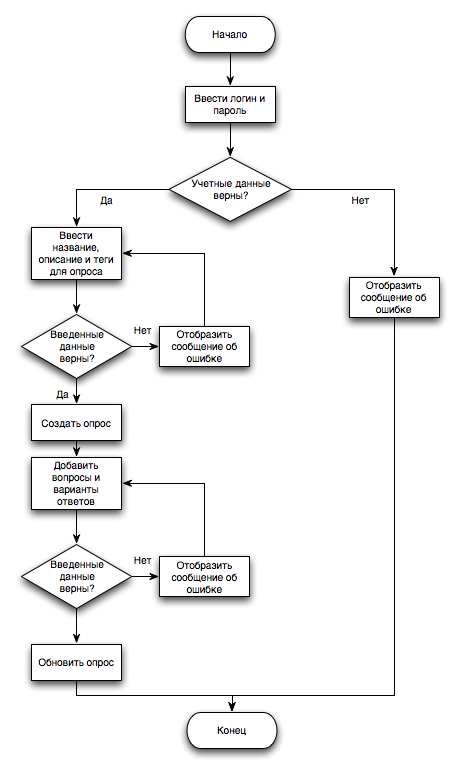 Начало
Ввести логин и
пароль
Учетные данные
верны?
Да
Нет
Ввести
название,
описание и теги
для опроса
Отобразить
сообщение об
ошибке
Введенные
данные
верны?
Нет
Отобразить
сообщение об
ошибке
Да
Создать опрос
Добавить
вопросы и
варианты
ответов
Введенные
данные
верны?
Нет
Отобразить
сообщение об
ошибке
Обновить опрос
Конец